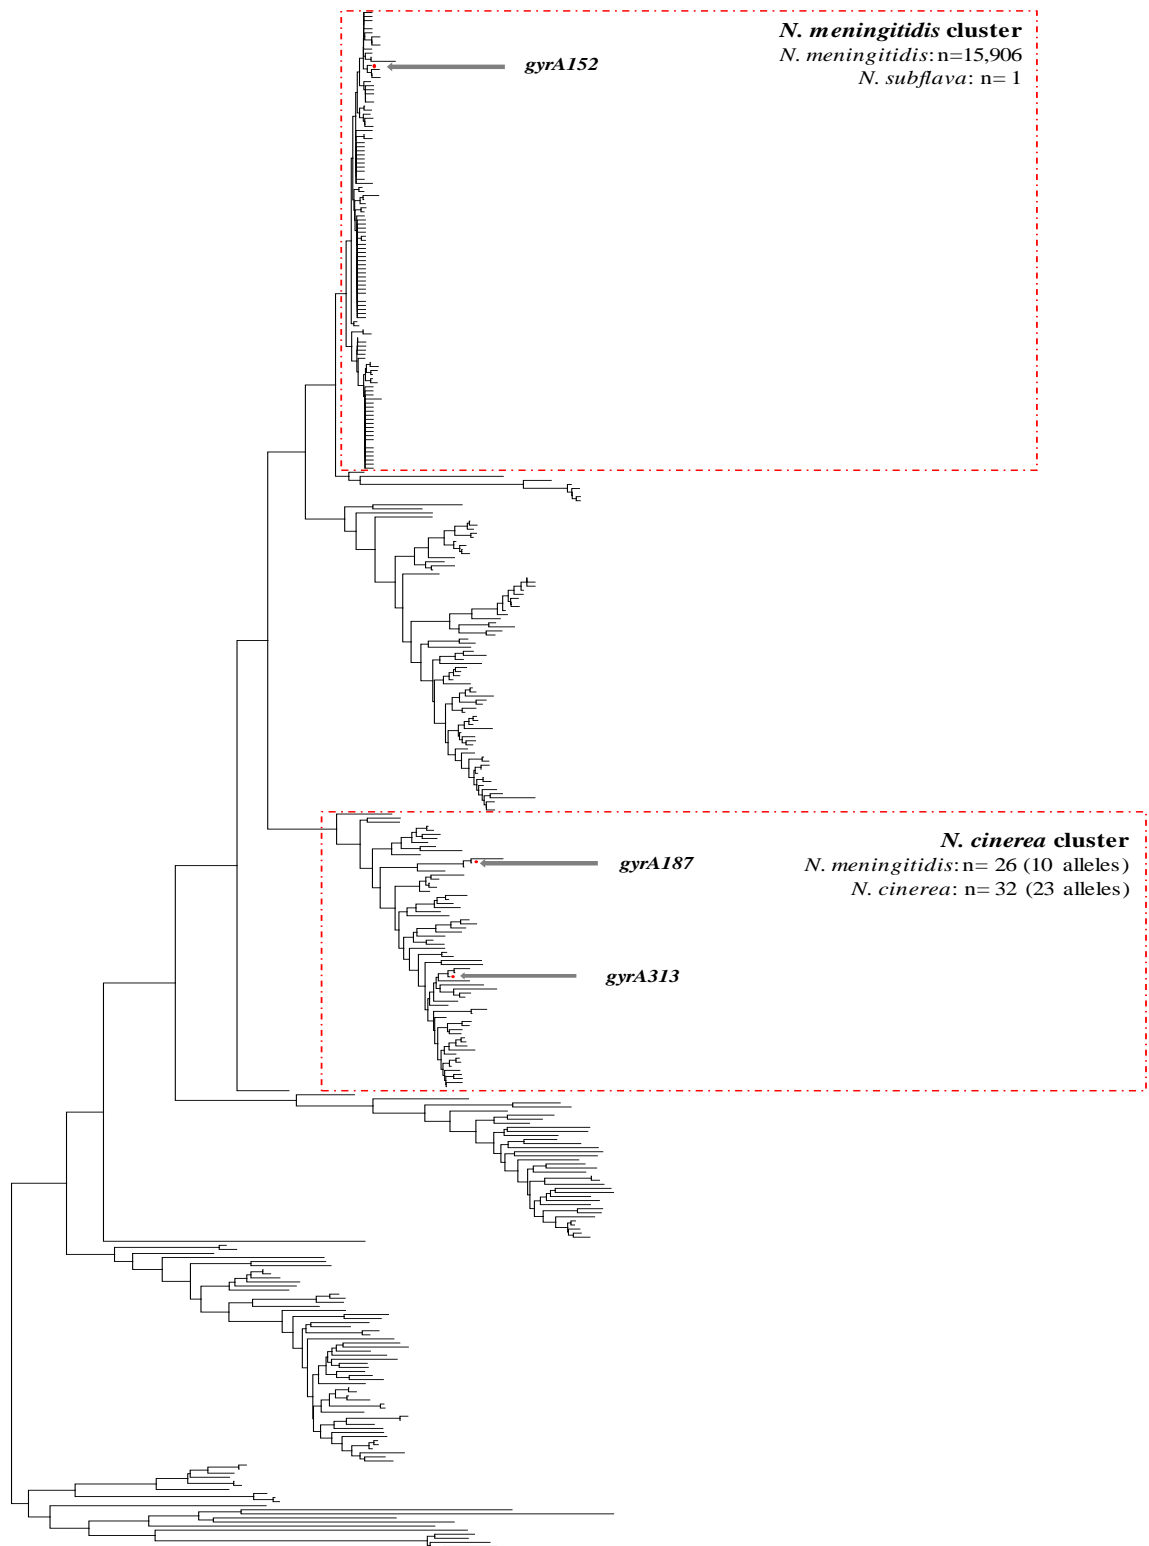 N. meningitidis cluster
N. meningitidis: n=15,906
N. subflava: n= 1
gyrA152
N. cinerea cluster
N. meningitidis: n= 26 (10 alleles)
N. cinerea: n= 32 (23 alleles)
gyrA187
gyrA313